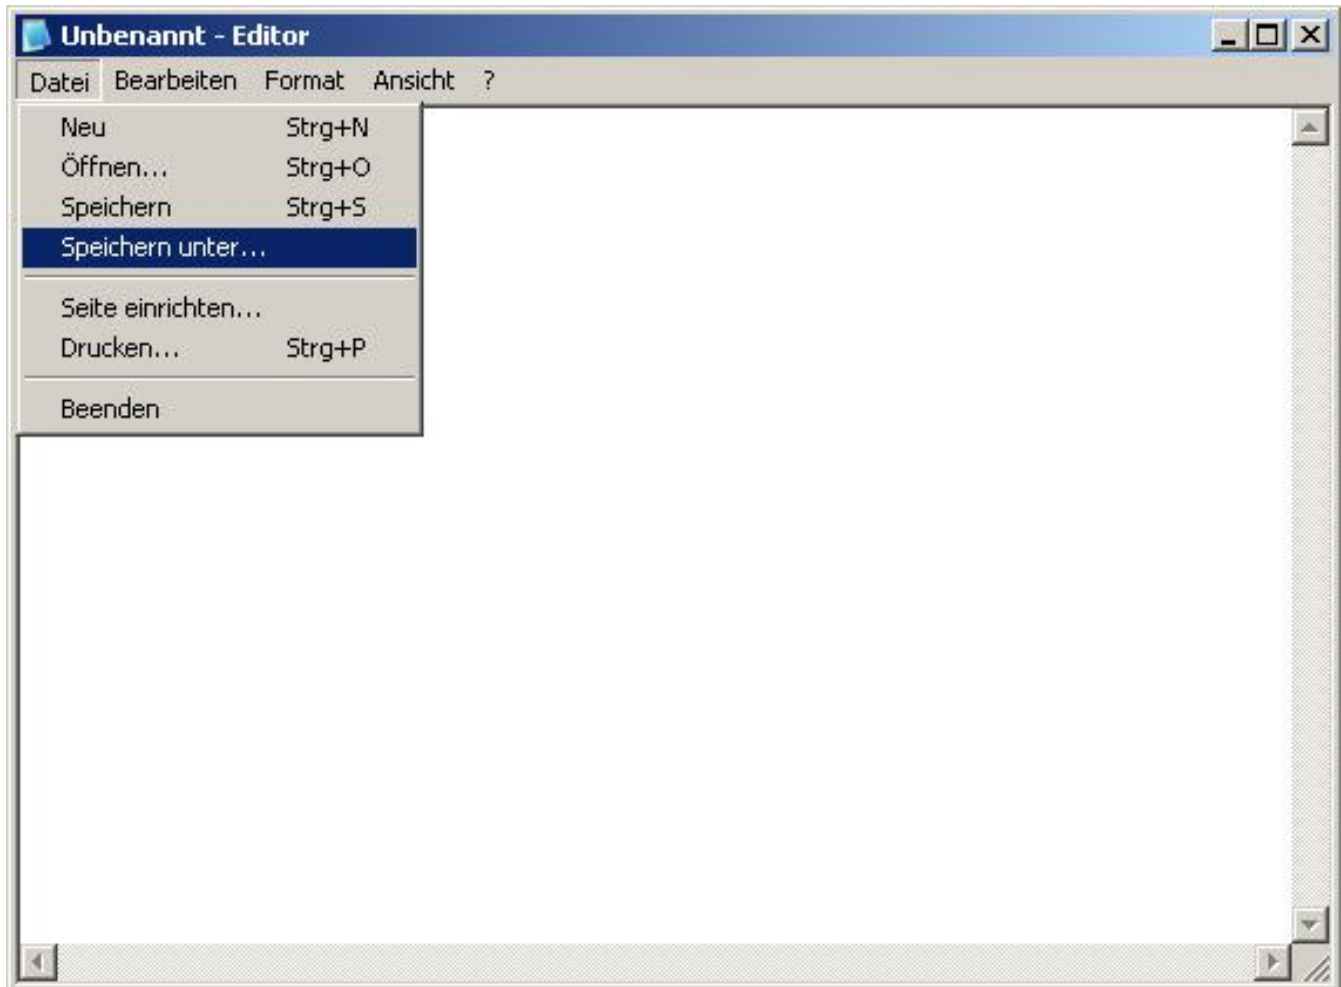 Unbenannt - Editor
Datei Bearbeiten Format Ansicht ?
Neu Strg+N
Öffnen... Strg+O
Speichern Strg+S
Speichern unter...
Seite einrichten...
Drucken... Strg+P
Beenden